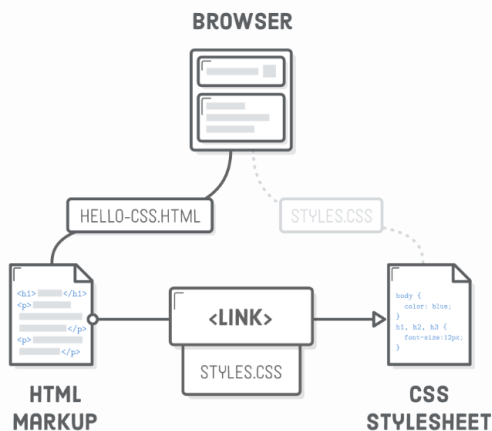 BROWSER
HELLO-CSS.HTML
STYLES.CSS
<h1> </h1>
<p>
</p>
<p>
</p>
<LINK>
STYLES.CSS
body {
color: blue;
}
h1, h2, h3 {
font-size:12px;
}
HTML
MARKUP
CSS
STYLESHEET